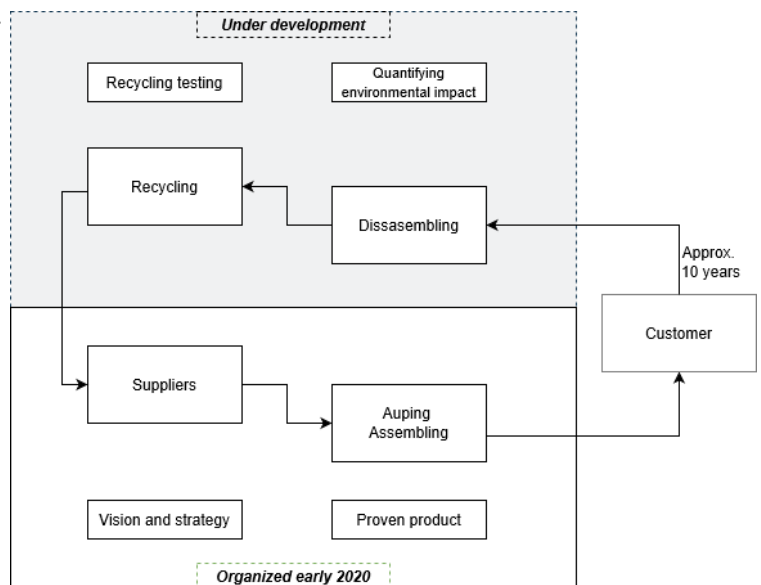 Under development
Recycling testing
Quantifying
environmental impact
Recycling
Dissasembling
Approx.
10 years
Customer
Suppliers
Auping
Assembling
Vision and strategy
Proven product
Organized early 2020